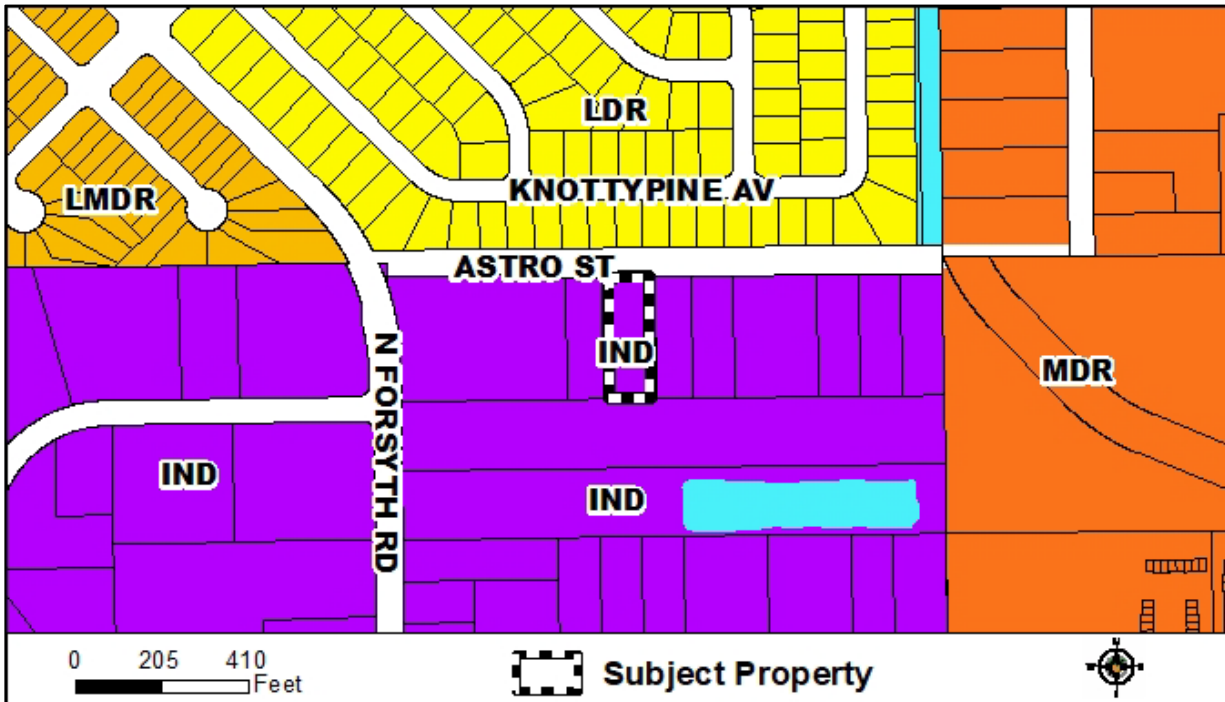 LDR
LMDR
KNOTTYPINE AV
ASTRO ST
N FORSYTH RD
IND
MDR
IND
IND
0 205 410
Feet
Subject Property
N